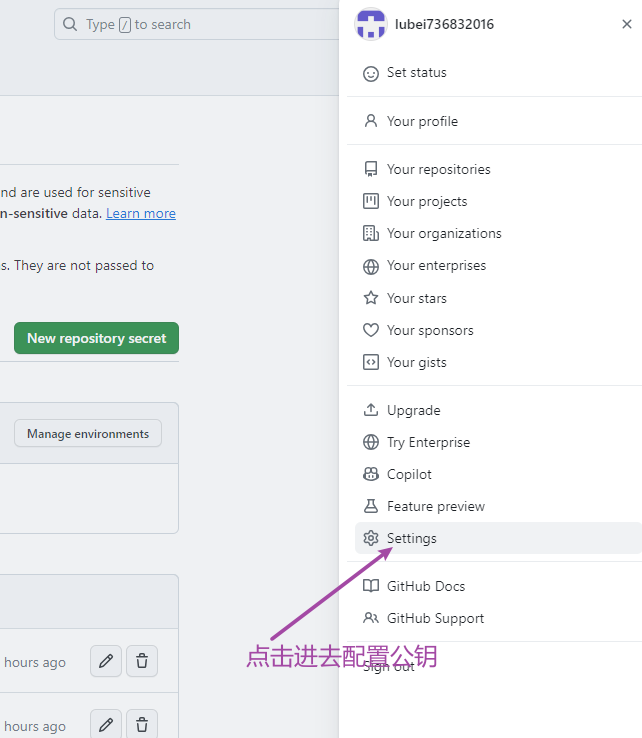 Type / to search
lubei736832016
Set status
Your profile
nd are used for sensitive
n-sensitive data. Learn more
s. They are not passed to
New repository secret
Manage environments
hours ago
hours ago
Your repositories
Your projects
Your organizations
Your enterprises
Your stars
Your sponsors
Your gists
Upgrade
Try Enterprise
Copilot
Feature preview
Settings
GitHub Docs
GitHub Support
点击进去配置公钥
Sign out